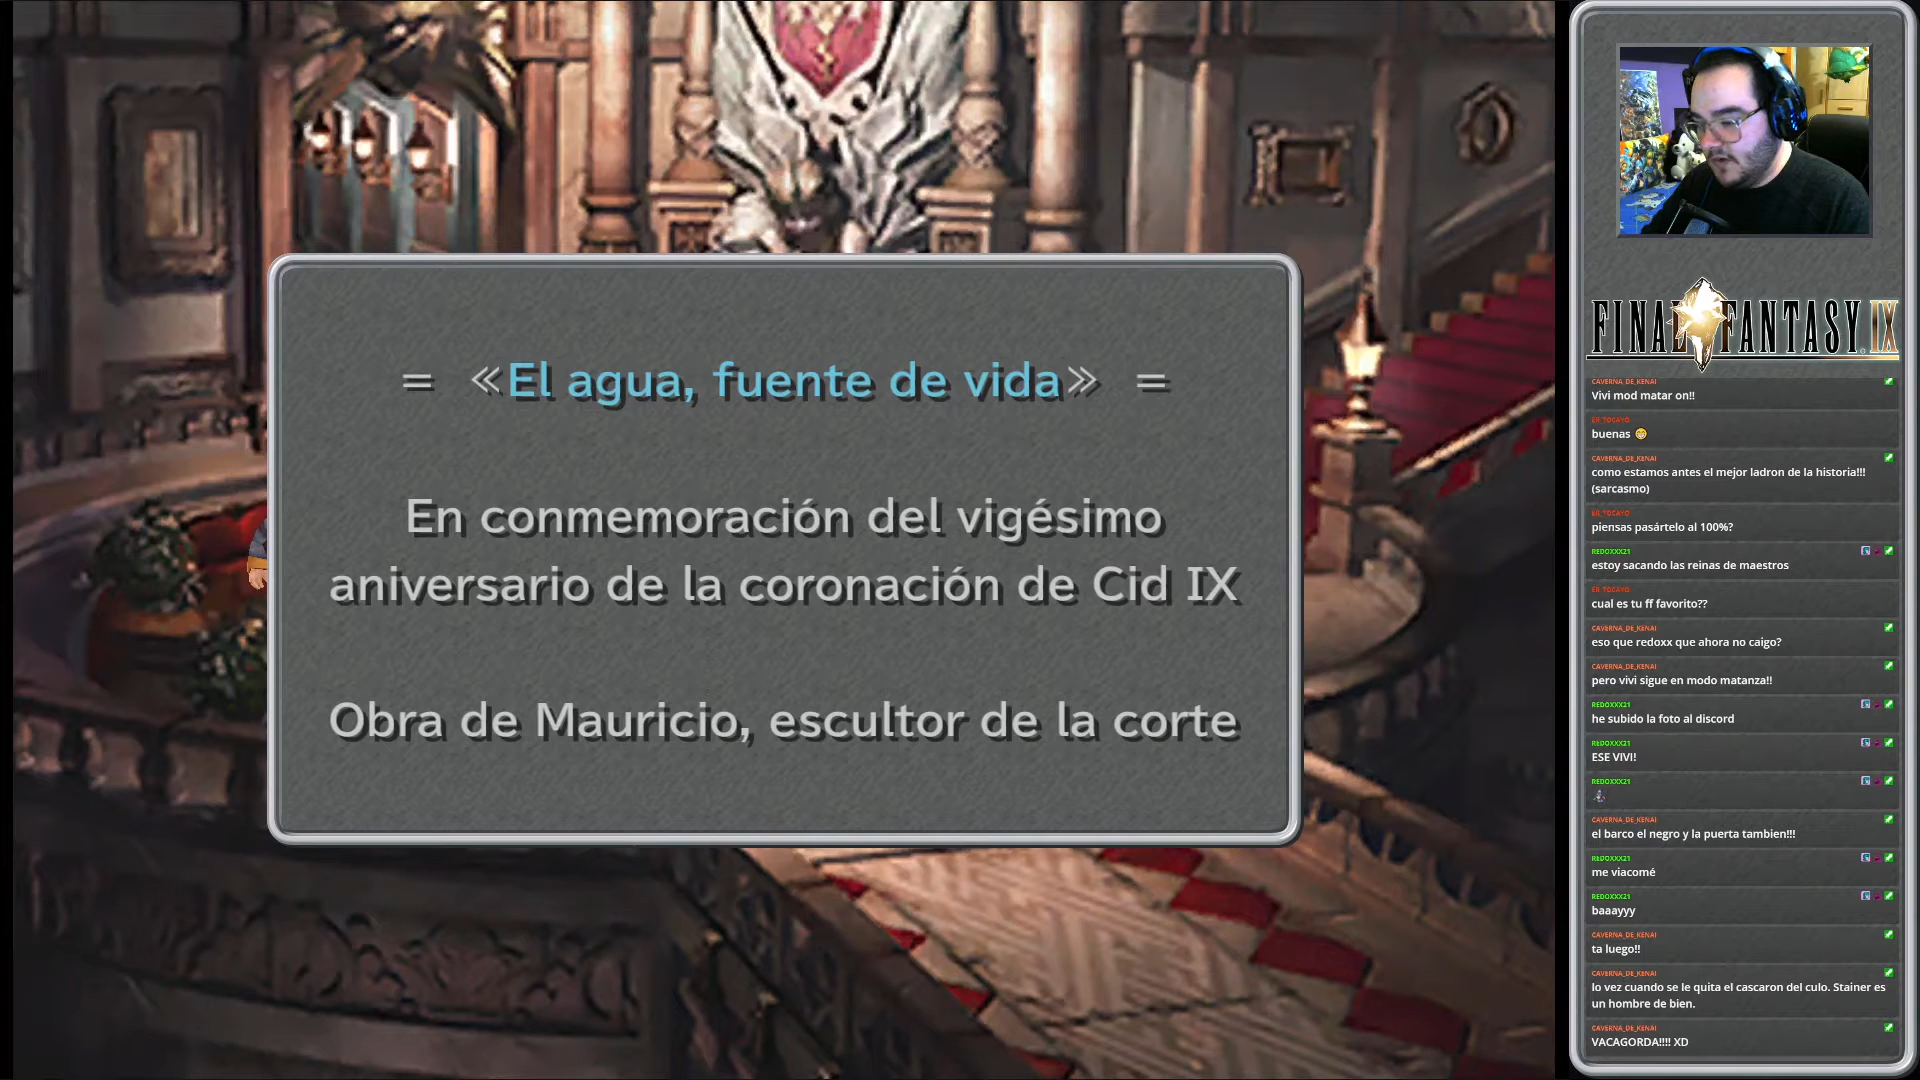 = «El agua, fuente de vida» =
En conmemoración del vigésimo
aniversario de la coronación de Cid IX
Obra de Mauricio, escultor de la corte
FINAL FANTASY IX
CAVERNA_DE_KENAI
Vivi mod matar on!!
ER_TOCAYO
buenas 😁
CAVERNA_DE_KENAI
como estamos antes el mejor ladron de la historia!!!
(sarcasmo)
ER_TOCAYO
piensas pasártelo al 100%?
REDOXXX21
estoy sacando las reinas de maestros
ER_TOCAYO
cual es tu ff favorito??
CAVERNA_DE_KENAI
eso que redoxx que ahora no caigo?
CAVERNA_DE_KENAI
pero vivi sigue en modo matanza!!
REDOXXX21
he subido la foto al discord
REDOXXX21
ESE VIVI!
REDOXXX21
CAVERNA_DE_KENAI
el barco el negro y la puerta tambien!!!
REDOXXX21
me viacomé
REDOXXX21
baaayyy
CAVERNA_DE_KENAI
ta luego!!
CAVERNA_DE_KENAI
lo vez cuando se le quita el cascaron del culo. Stainer es
un hombre de bien.
CAVERNA_DE_KENAI
VACAGORDA!!!! XD